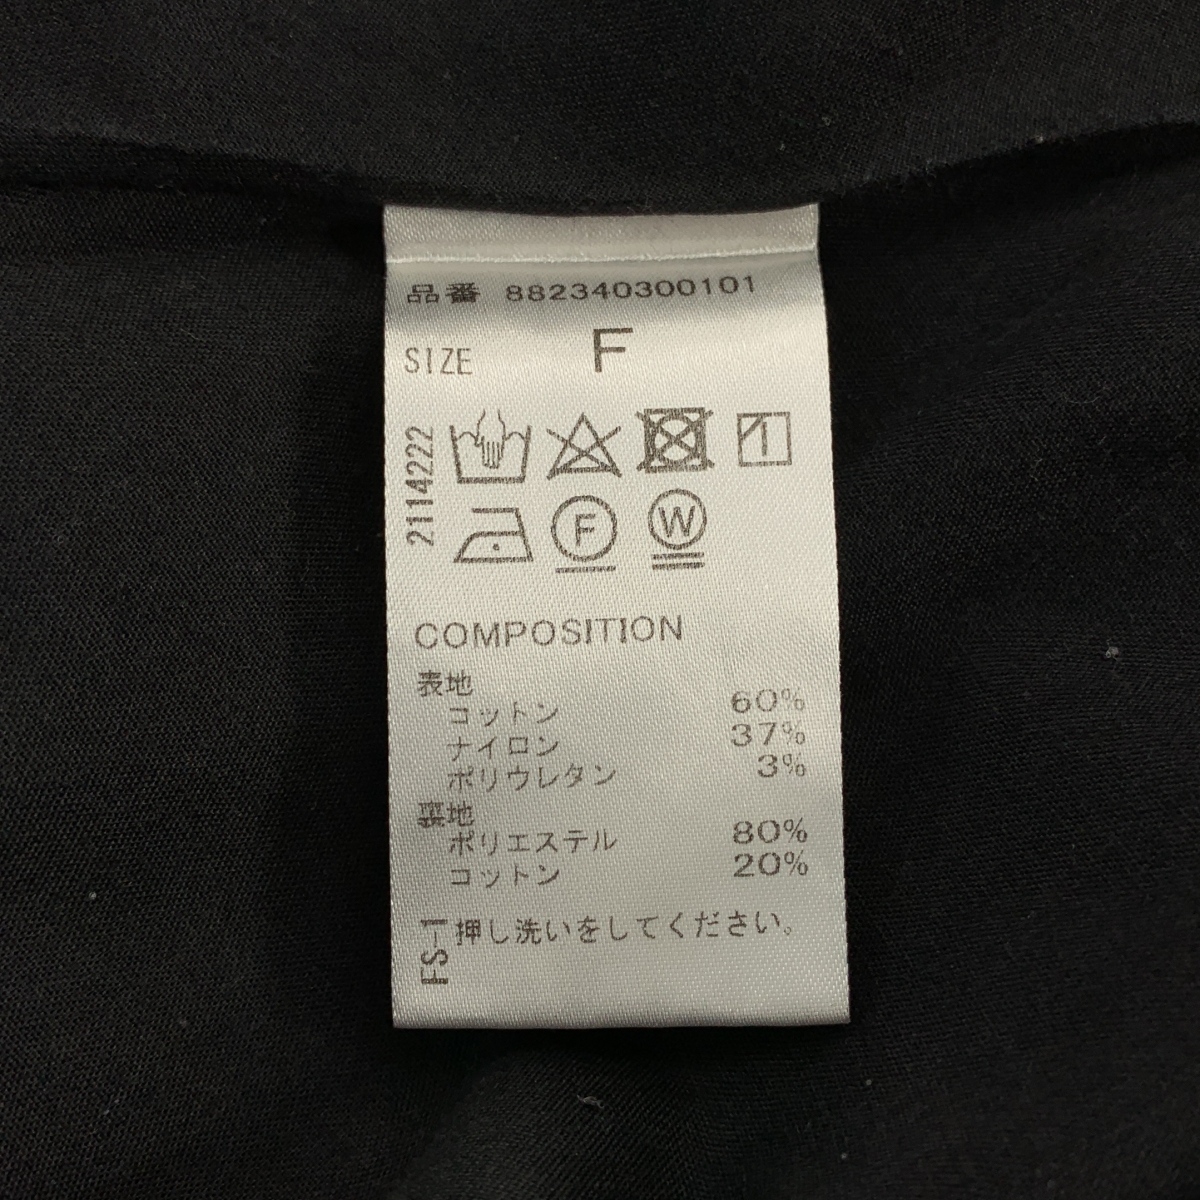 品番 882340300101
SIZE F
2114222
F W
COMPOSITION
表地
コットン 60%
ナイロン 37%
ポリウレタン 3%
裏地
ポリエステル 80%
コットン 20%
FS-1
押し洗いをしてください。